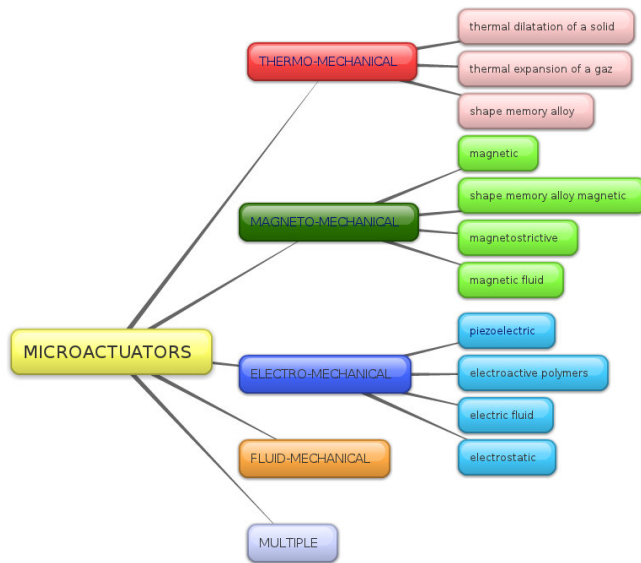 MICROACTUATORS
THERMO-MECHANICAL
thermal dilatation of a solid
thermal expansion of a gaz
shape memory alloy
MAGNETO-MECHANICAL
magnetic
shape memory alloy magnetic
magnetostrictive
magnetic fluid
ELECTRO-MECHANICAL
piezoelectric
electroactive polymers
electric fluid
electrostatic
FLUID-MECHANICAL
MULTIPLE